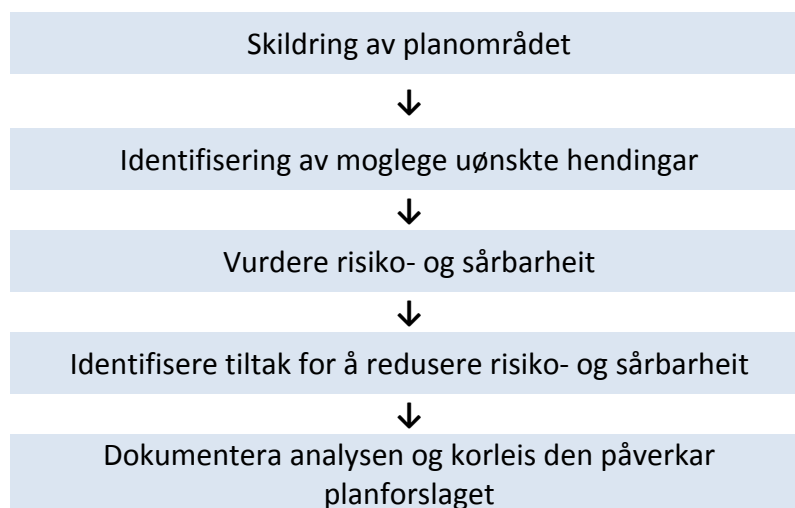 Skildring av planområdet
↓
Identifisering av moglege uønskte hendingar
↓
Vurdere risiko- og sårbarheit
↓
Identifisere tiltak for å redusere risiko- og sårbarheit
↓
Dokumentera analysen og korleis den påverkar
planforslaget